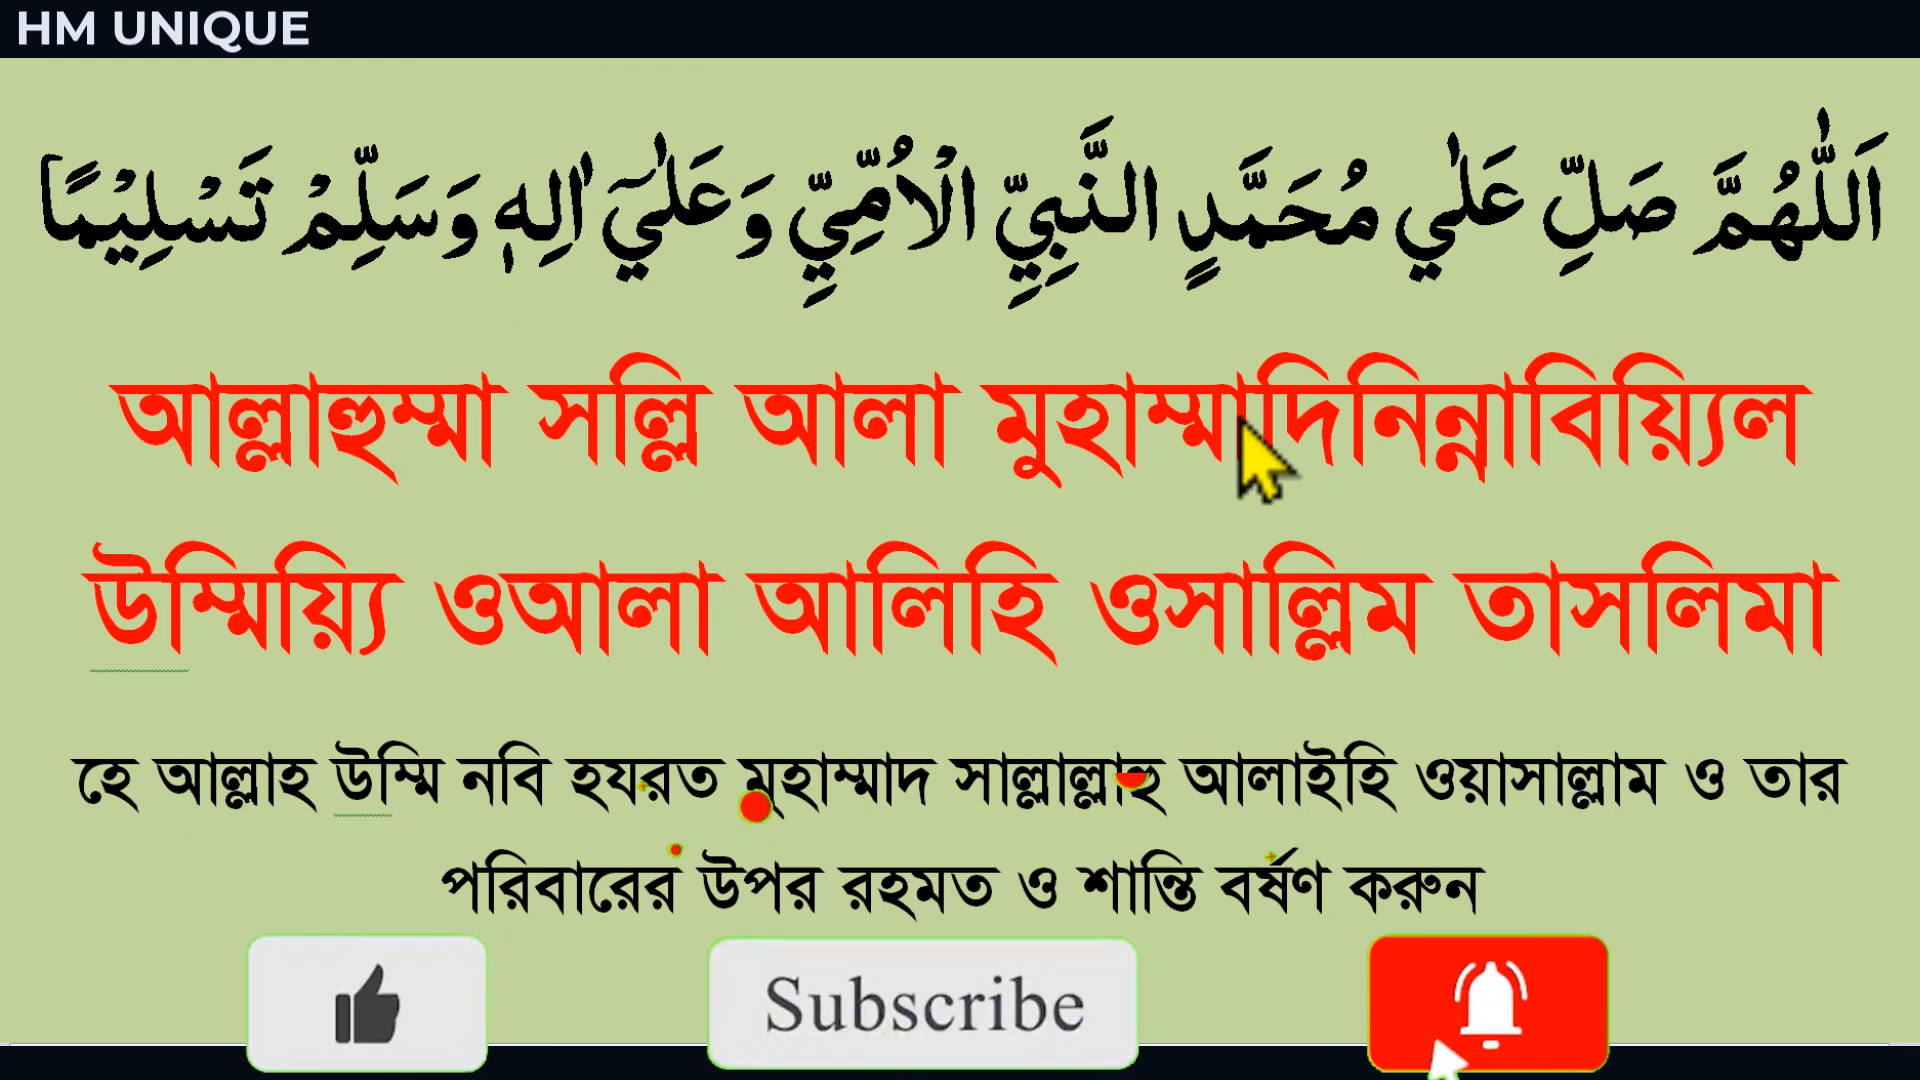 HM UNIQUE
اَللّٰهُمَّ صَلِّ عَلٰي مُحَمَّدٍ النَّبِيِّ الْاُمِّيِّ وَعَلٰٓي اٰلِهٖ وَسَلِّمْ تَسْلِيْمًا
আল্লাহুম্মা সল্লি আলা মুহাম্মাদিনিন্নাবিয়্যিল
উম্মিয়্যি ওআলা আলিহি ওসাল্লিম তাসলিমা
হে আল্লাহ উম্মি নবি হযরত মুহাম্মাদ সাল্লাল্লাহু আলাইহি ওয়াসাল্লাম ও তার
পরিবারের উপর রহমত ও শান্তি বর্ষণ করুন
Subscribe